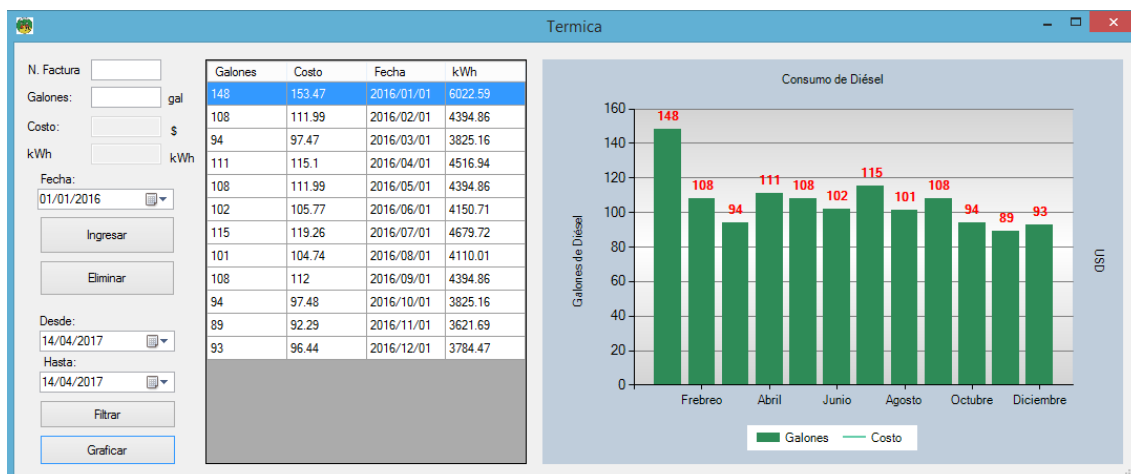 Termica
N. Factura
Galones: gal
Costo: $
kWh kWh
Fecha:
01/01/2016
Ingresar
Eliminar
Desde:
14/04/2017
Hasta:
14/04/2017
Filtrar
Graficar
Galones Costo Fecha kWh
148 153.47 2016/01/01 6022.59
108 111.99 2016/02/01 4394.86
94 97.47 2016/03/01 3825.16
111 115.1 2016/04/01 4516.94
108 111.99 2016/05/01 4394.86
102 105.77 2016/06/01 4150.71
115 119.26 2016/07/01 4679.72
101 104.74 2016/08/01 4110.01
108 112 2016/09/01 4394.86
94 97.48 2016/10/01 3825.16
89 92.29 2016/11/01 3621.69
93 96.44 2016/12/01 3784.47
Consumo de Diésel
Galones de Diésel
160
140
120
100
80
60
40
20
0
148 108 94 111 108 102 115 101 108 94 89 93
Frebreo Abril Junio Agosto Octubre Diciembre
USD
Galones Costo